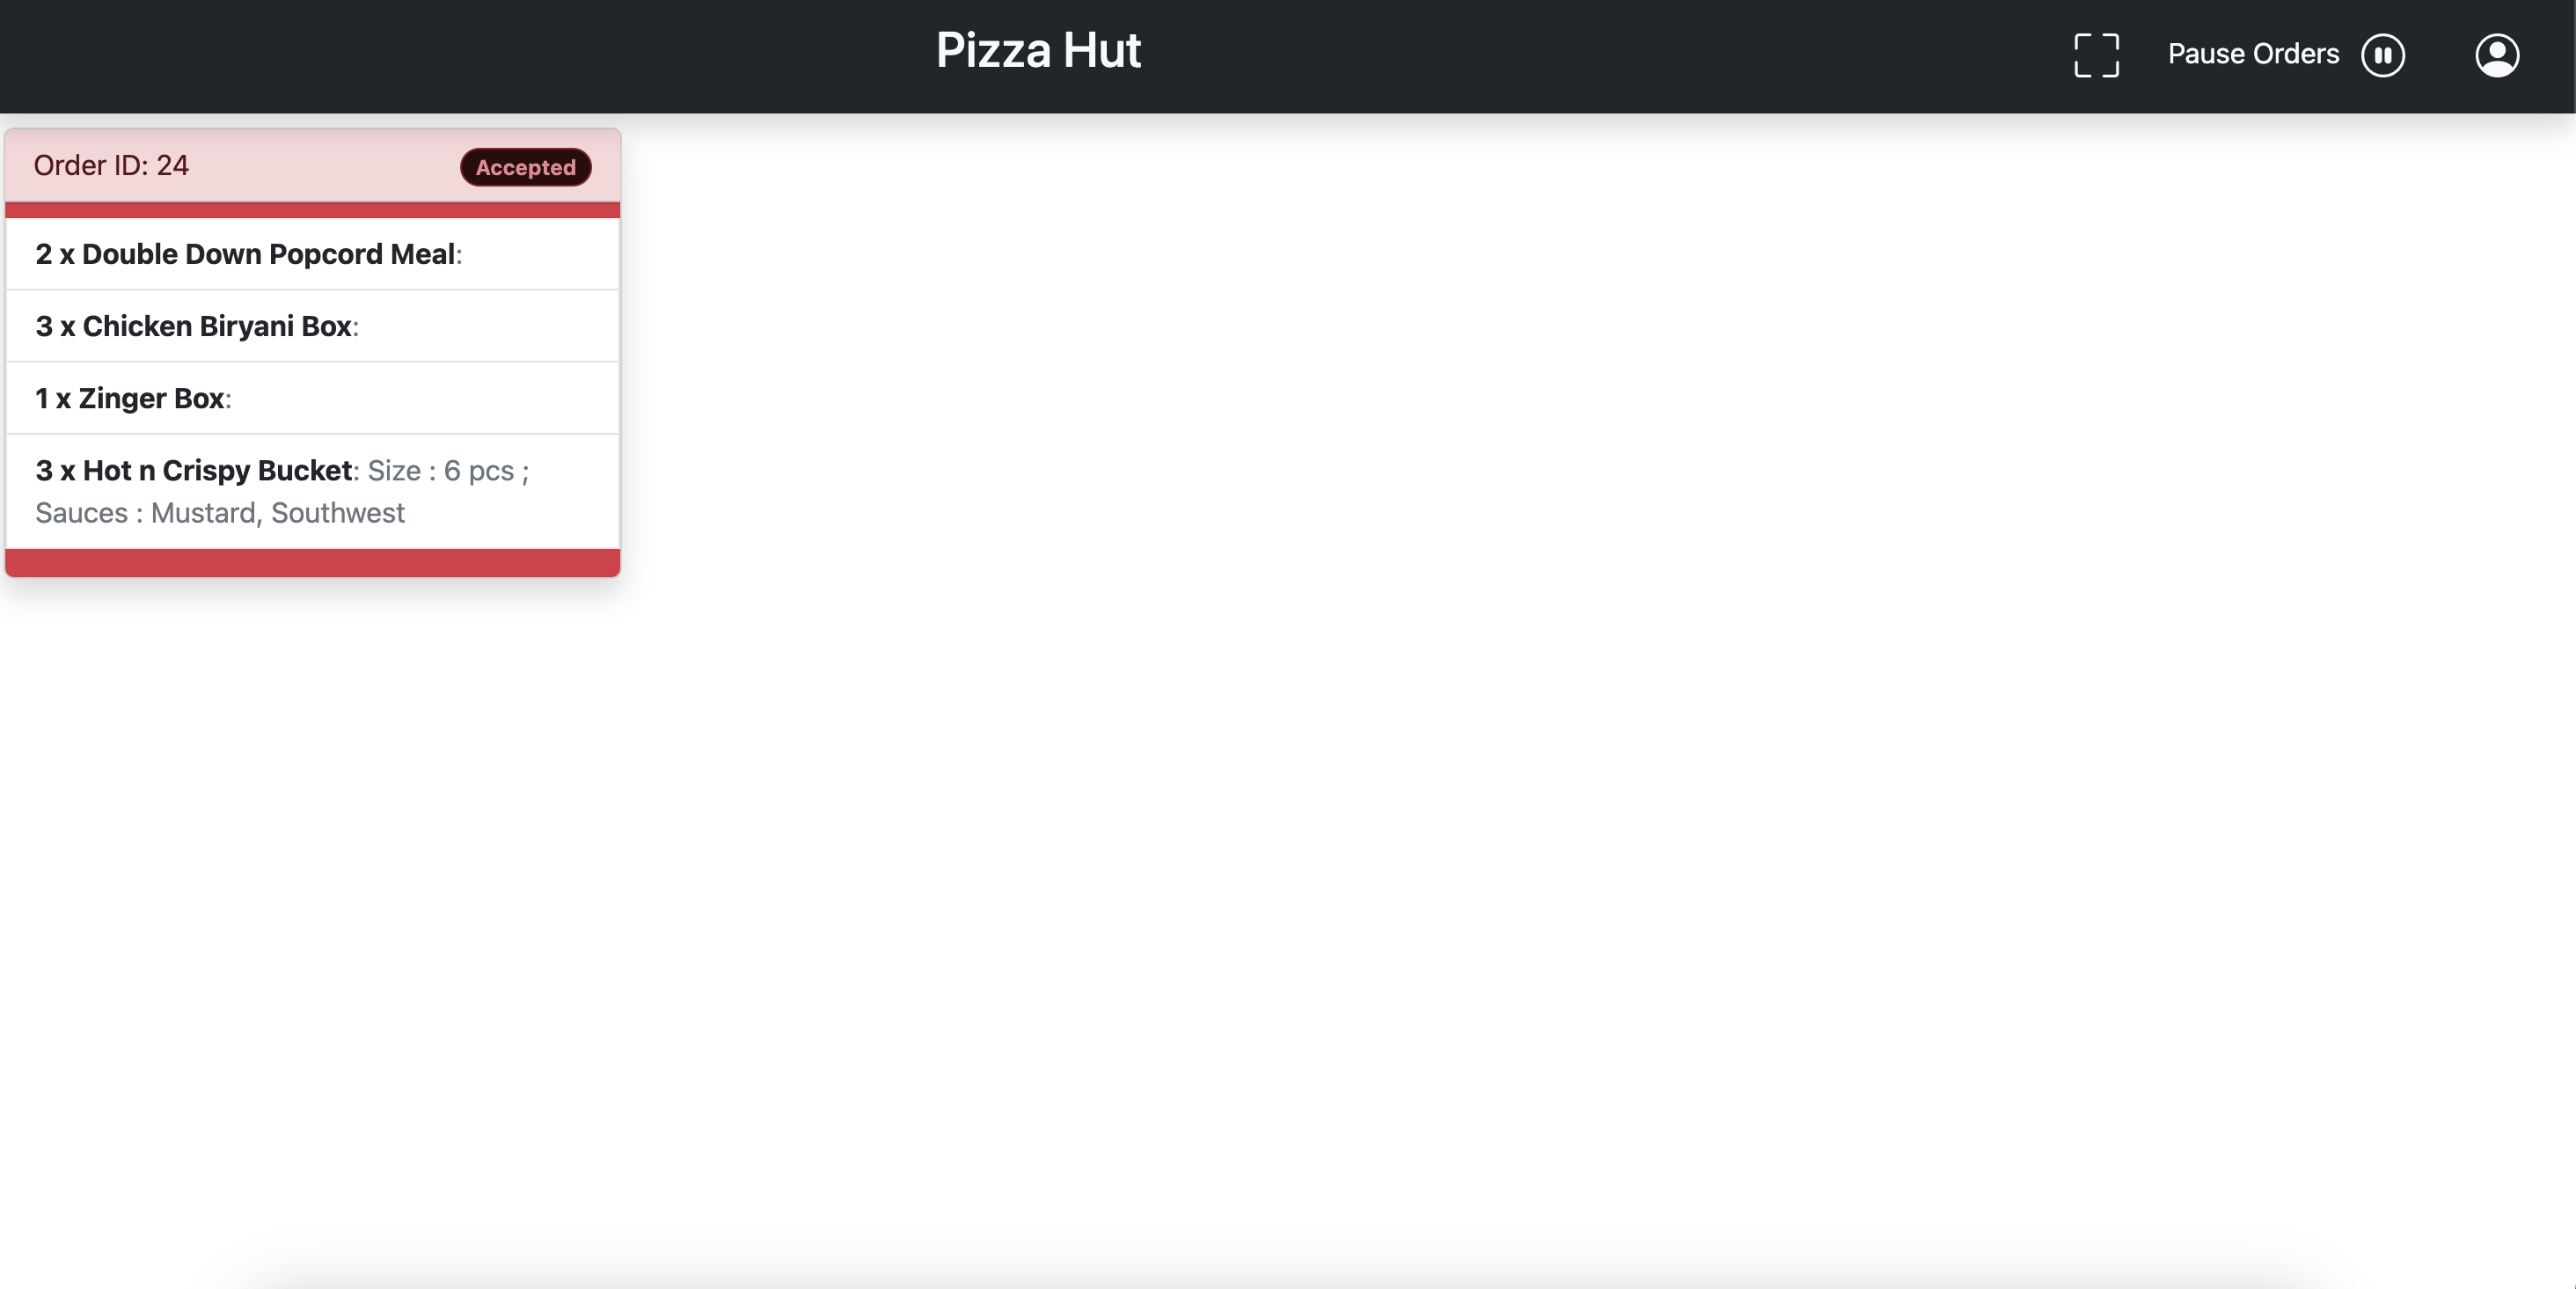 Pizza Hut
Pause Orders
Order ID: 24
Accepted
2 x Double Down Popcord Meal:
3 x Chicken Biryani Box:
1 x Zinger Box:
3 x Hot n Crispy Bucket: Size : 6 pcs ;
Sauces : Mustard, Southwest